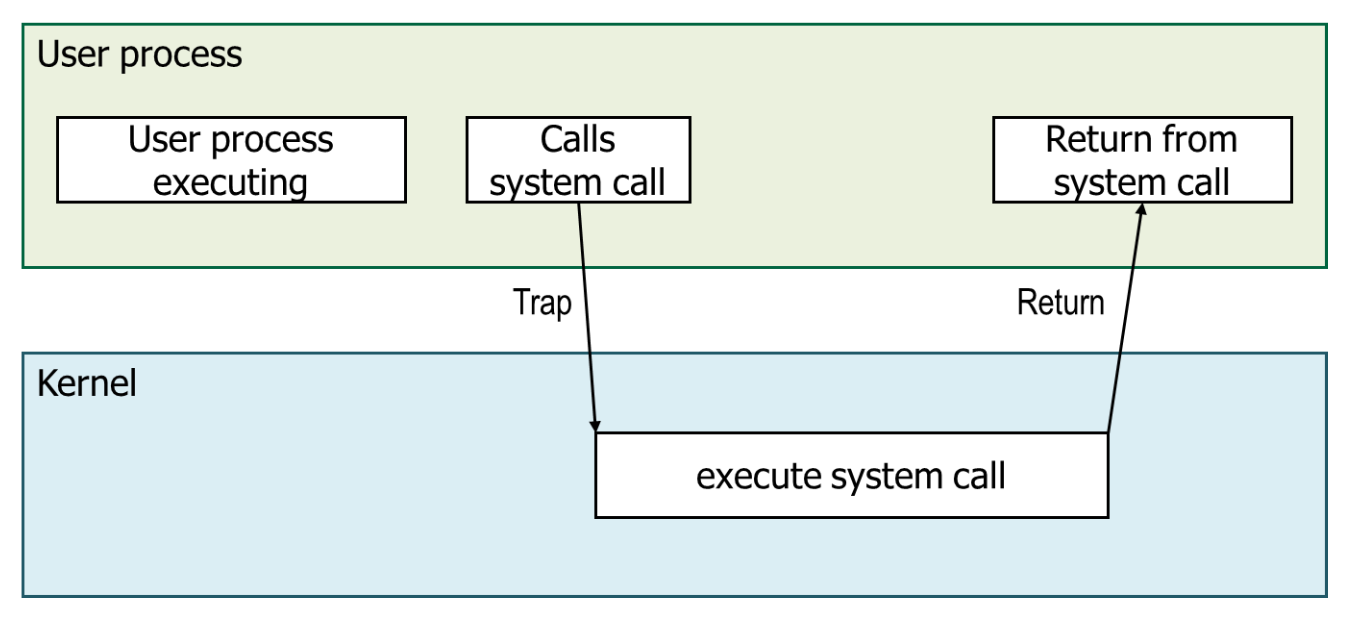 User process
User process
executing
Calls
system call
Return from
system call
Trap
Return
Kernel
execute system call